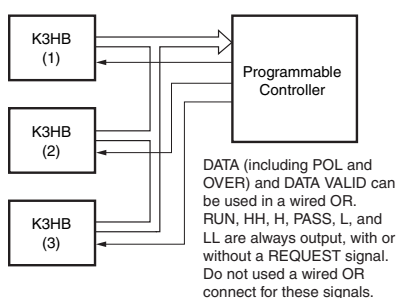 K3HB
(1)
K3HB
(2)
K3HB
(3)
Programmable
Controller
DATA (including POL and
OVER) and DATA VALID can
be used in a wired OR.
RUN, HH, H, PASS, L, and
LL are always output, with or
without a REQUEST signal.
Do not used a wired OR
connect for these signals.